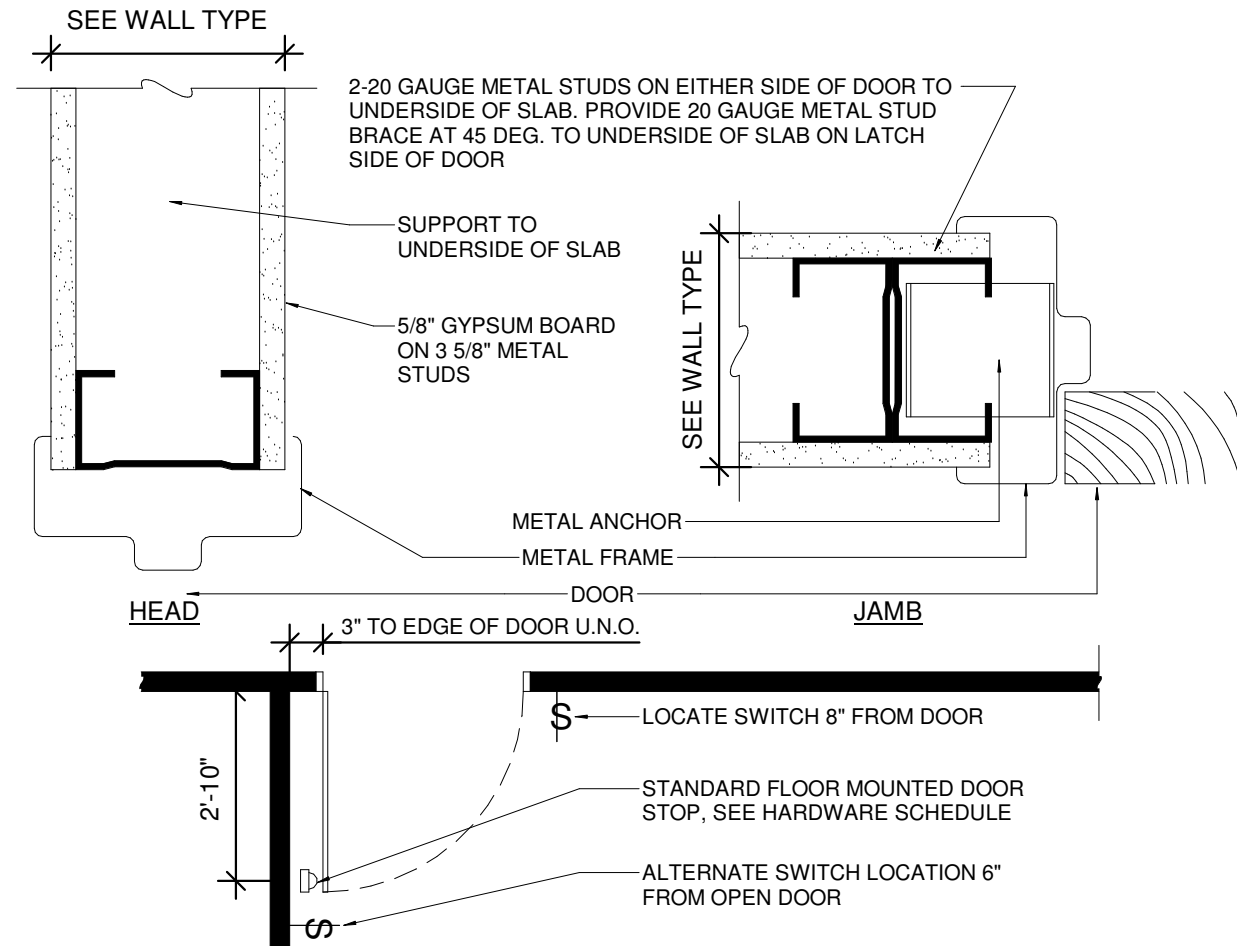 SEE WALL TYPE
2-20 GAUGE METAL STUDS ON EITHER SIDE OF DOOR TO
UNDERSIDE OF SLAB. PROVIDE 20 GAUGE METAL STUD
BRACE AT 45 DEG. TO UNDERSIDE OF SLAB ON LATCH
SIDE OF DOOR
SUPPORT TO
UNDERSIDE OF SLAB
5/8" GYPSUM BOARD
ON 3 5/8" METAL
STUDS
SEE WALL TYPE
METAL ANCHOR
METAL FRAME
DOOR
HEAD
JAMB
3" TO EDGE OF DOOR U.N.O.
S
LOCATE SWITCH 8" FROM DOOR
2'-10"
STANDARD FLOOR MOUNTED DOOR
STOP, SEE HARDWARE SCHEDULE
ALTERNATE SWITCH LOCATION 6"
FROM OPEN DOOR
S